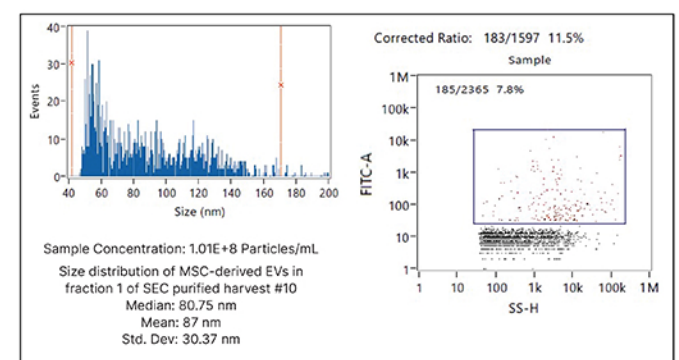 40
30
20
10
0
Events
40 60 80 100 120 140 160 180 200
Size (nm)
Sample Concentration: 1.01E+8 Particles/mL
Size distribution of MSC-derived EVs in
fraction 1 of SEC purified harvest #10
Median: 80.75 nm
Mean: 87 nm
Std. Dev: 30.37 nm
Corrected Ratio: 183/1597 11.5%
Sample
185/2365 7.8%
1M
100k
10k
1k
100
10
1
FITC-A
1 10 100 1k 10k 100k 1M
SS-H